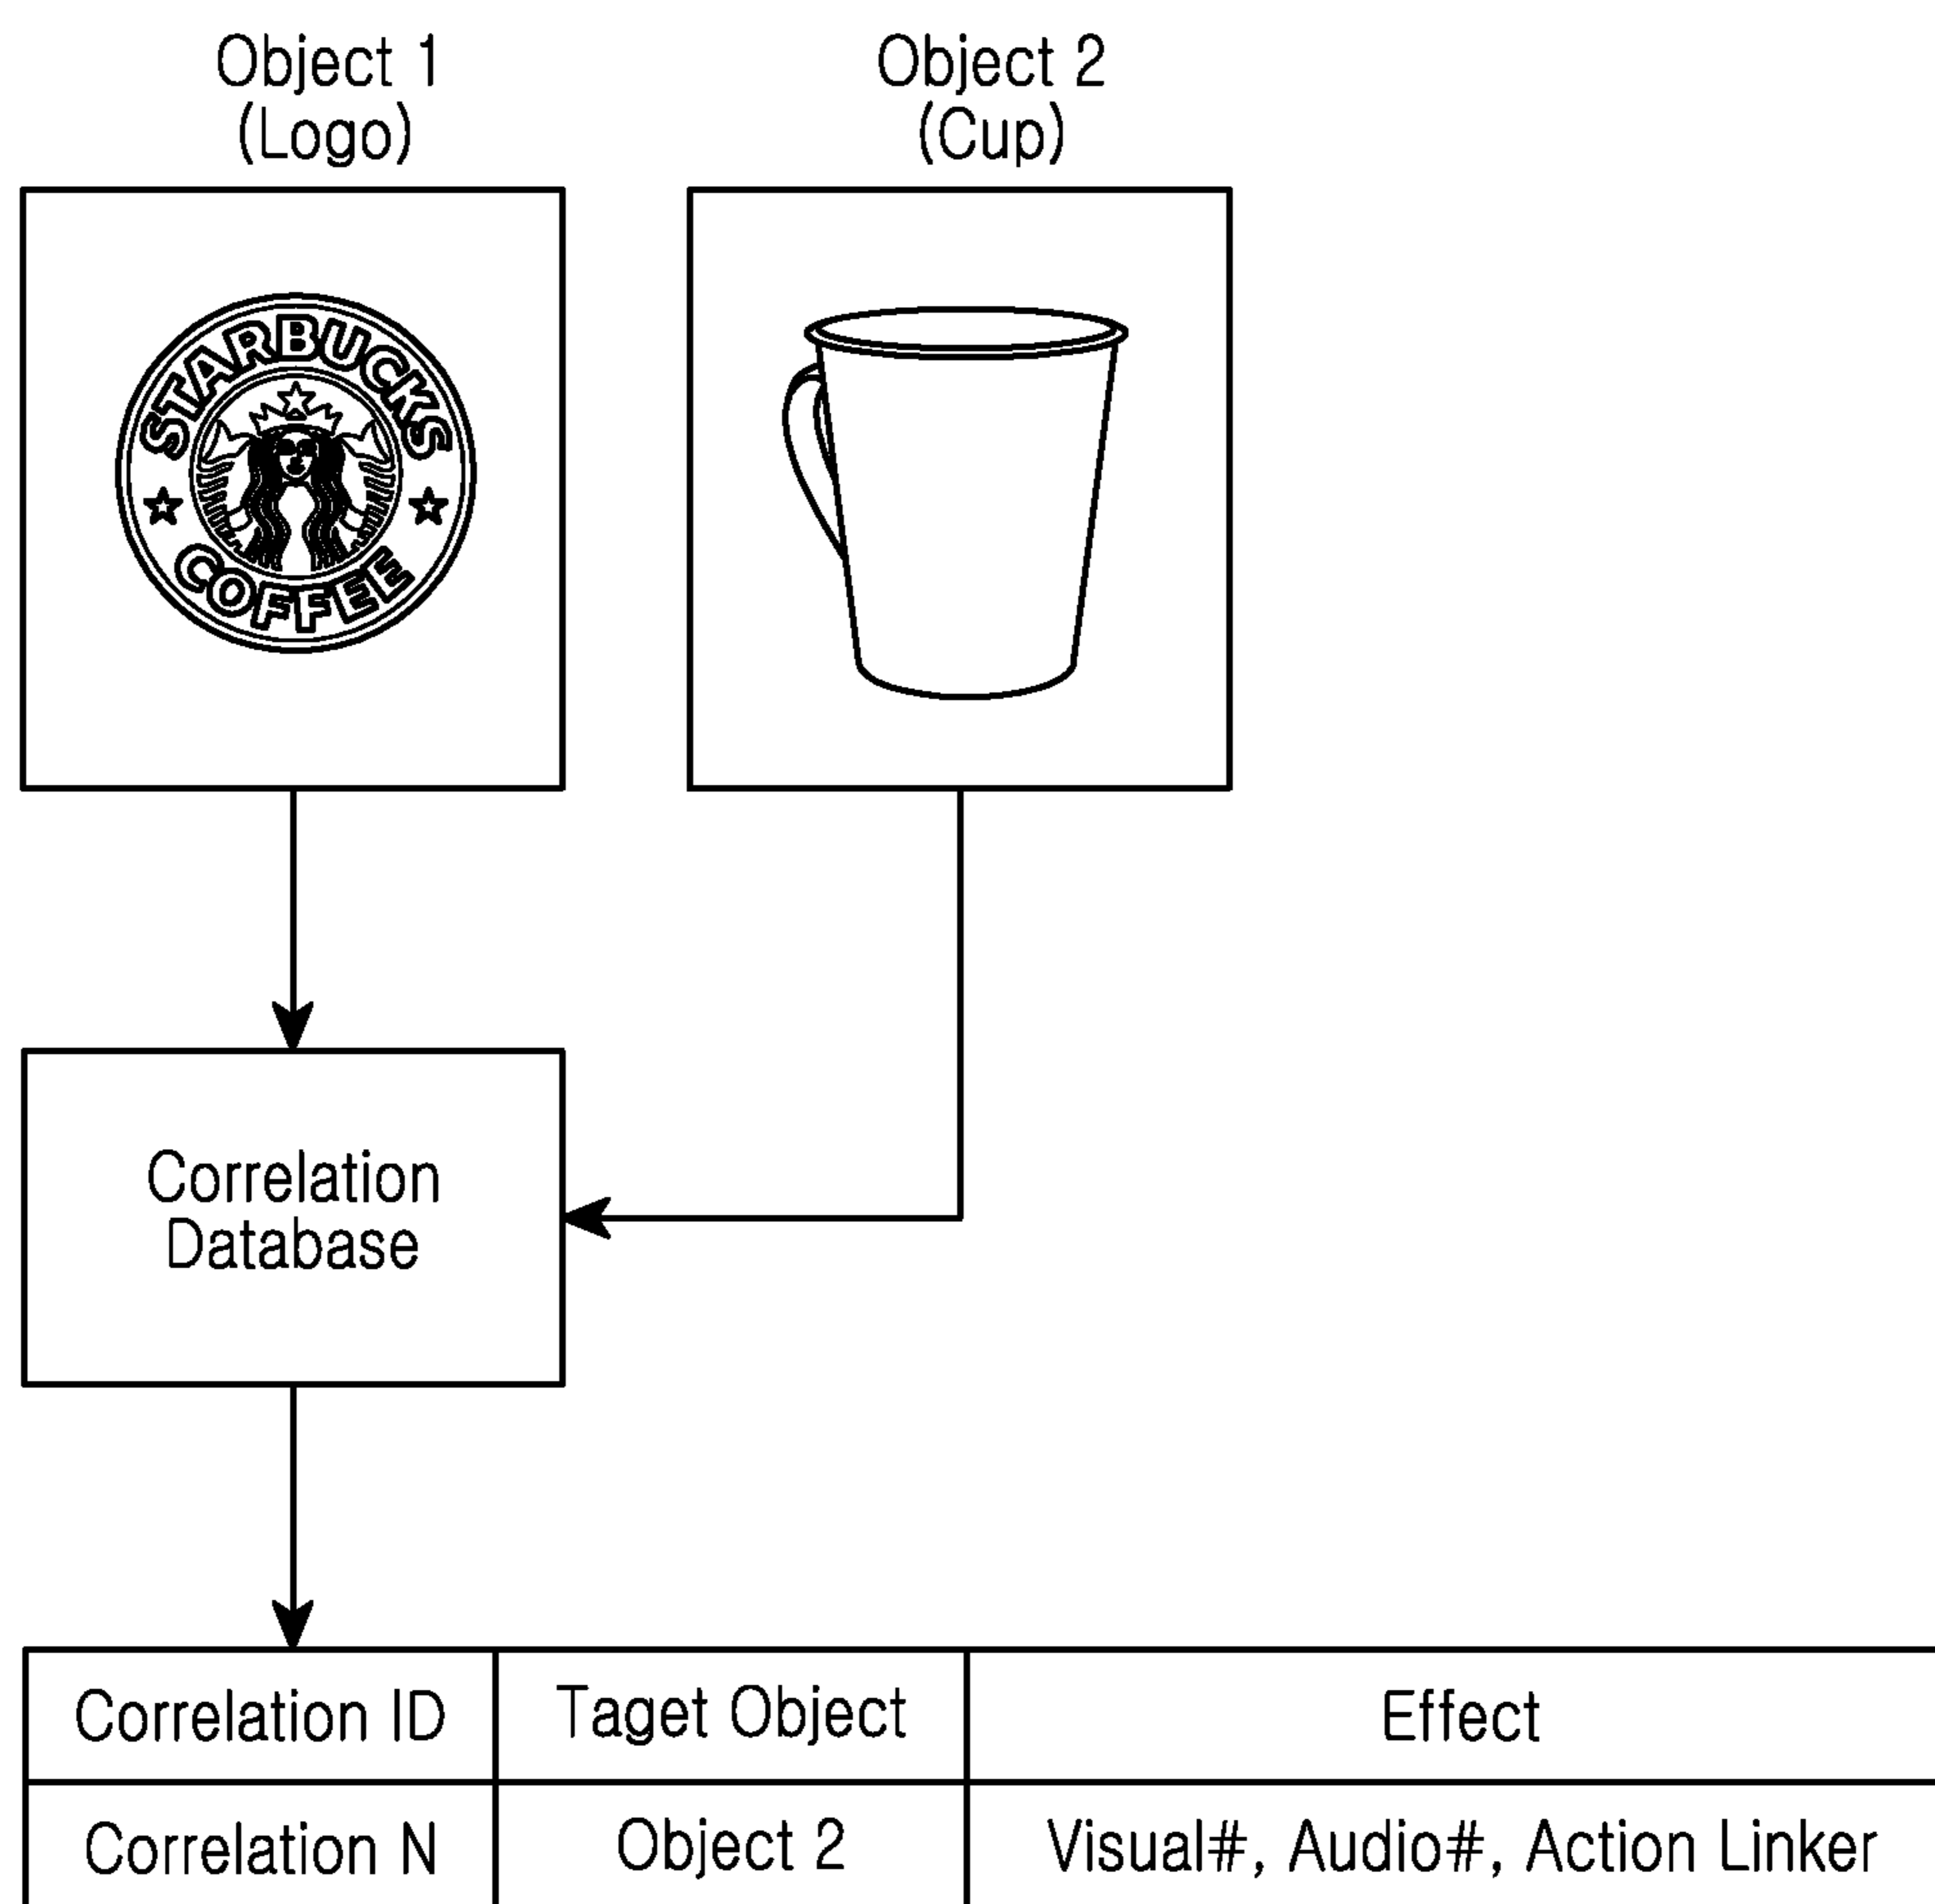 Object 1
(Logo)
Object 2
(Cup)
STARBUCKS
COFFEE
Correlation
Database
Correlation ID
Taget Object
Effect
Correlation N
Object 2
Visual#, Audio#, Action Linker